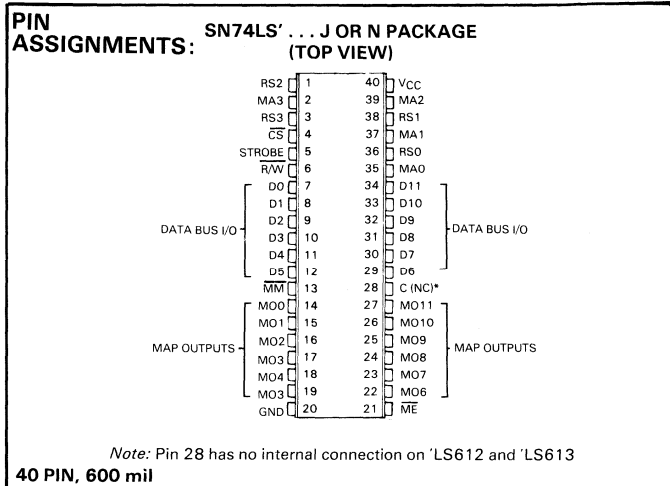 PIN
ASSIGNMENTS:
SN74LS' . . . J OR N PACKAGE
(TOP VIEW)
RS2 1 40 VCC
MA3 2 39 MA2
RS3 3 38 RS1
CS 4 37 MA1
STROBE 5 36 RS0
R/W 6 35 MA0
D0 7 34 D11
D1 8 33 D10
D2 9 32 D9
DATA BUS I/O
DATA BUS I/O
D3 10 31 D8
D4 11 30 D7
D5 12 29 D6
MM 13 28 C (NC)*
MO0 14 27 MO11
MO1 15 26 MO10
MO2 16 25 MO9
MAP OUTPUTS
MAP OUTPUTS
MO3 17 24 MO8
MO4 18 23 MO7
MO3 19 22 MO6
GND 20 21 ME
Note: Pin 28 has no internal connection on 'LS612 and 'LS613
40 PIN, 600 mil